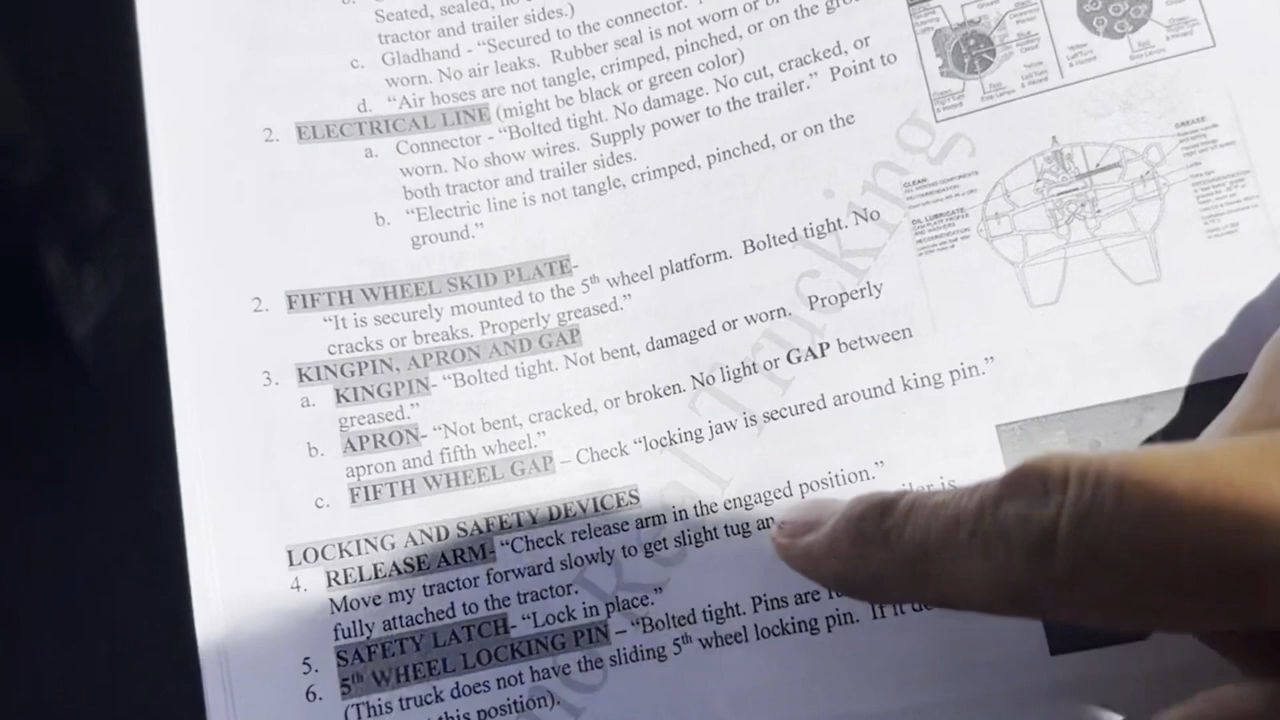 Seated, sealed, no
tractor and trailer sides.)
c. Gladhand - “Secured to the connector.
worn. No air leaks. Rubber seal is not worn or
d. “Air hoses are not tangle, crimped, pinched, or on the
2. ELECTRICAL LINE (might be black or green color)
a. Connector - “Bolted tight. No damage. No cut, cracked, or
worn. No show wires. Supply power to the trailer.” Point to
both tractor and trailer sides.
b. “Electric line is not tangle, crimped, pinched, or on the
ground.”
2. FIFTH WHEEL SKID PLATE-
“It is securely mounted to the 5th wheel platform. Bolted tight. No
cracks or breaks. Properly greased.”
3. KINGPIN, APRON AND GAP
a. KINGPIN- “Bolted tight. Not bent, damaged or worn. Properly
greased.”
b. APRON- “Not bent, cracked, or broken. No light or GAP between
apron and fifth wheel.”
c. FIFTH WHEEL GAP – Check “locking jaw is secured around king pin.”
LOCKING AND SAFETY DEVICES
4. RELEASE ARM- “Check release arm in the engaged position.”
Move my tractor forward slowly to get slight tug is
fully attached to the tractor.
5. SAFETY LATCH- “Lock in place.”
6. 5th WHEEL LOCKING PIN – “Bolted tight. Pins are
(This truck does not have the sliding 5th wheel locking pin. If it
this position).
Real Trucking
GREASE:
CLEAN:
OIL LUBRICATE: